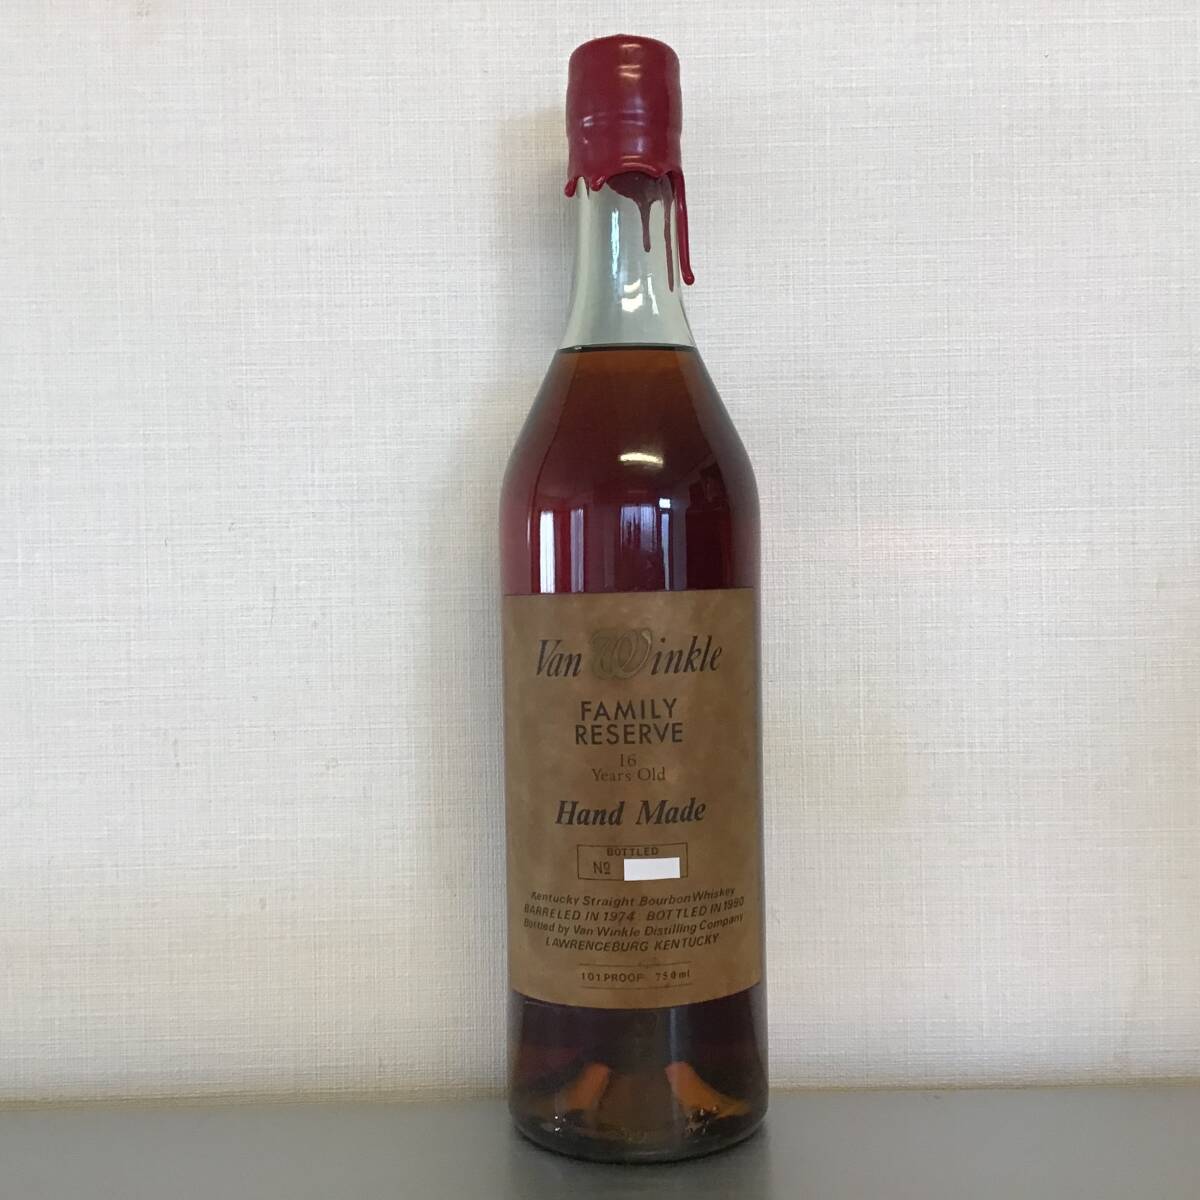 Van Winkle
FAMILY
RESERVE
16
Years Old
Hand Made
BOTTLED
Nº
Kentucky Straight Bourbon Whiskey
BARRELED IN 1974 BOTTLED IN 1990
Bottled by Van Winkle Distilling Company
LAWRENCEBURG KENTUCKY
101 PROOF 750ml